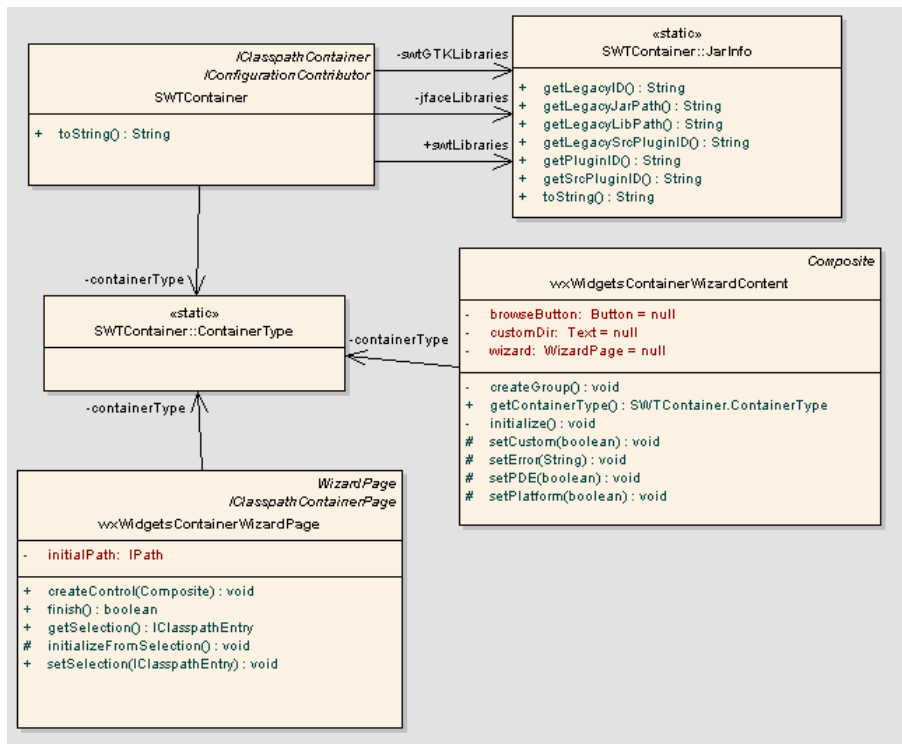 IClasspathContainer
IConfigurationContributor
SWTContainer
+ toString() : String
-swtGTKLibraries
-jfaceLibraries
+swtLibraries
«static»
SWTContainer::JarInfo
+ getLegacyID() : String
+ getLegacyJarPath() : String
+ getLegacyLibPath() : String
+ getLegacySrcPluginID() : String
+ getPluginID() : String
+ getSrcPluginID() : String
+ toString() : String
-containerType
«static»
SWTContainer::ContainerType
-containerType
Composite
wxWidgetsContainerWizardContent
- browseButton: Button = null
- customDir: Text = null
- wizard: WizardPage = null
- createGroup() : void
+ getContainerType() : SWTContainer.ContainerType
- initialize() : void
# setCustom(boolean) : void
# setError(String) : void
# setPDE(boolean) : void
# setPlatform(boolean) : void
-containerType
WizardPage
IClasspathContainerPage
wxWidgetsContainerWizardPage
- initialPath: IPath
+ createControl(Composite) : void
+ finish() : boolean
+ getSelection() : IClasspathEntry
# initializeFromSelection() : void
+ setSelection(IClasspathEntry) : void